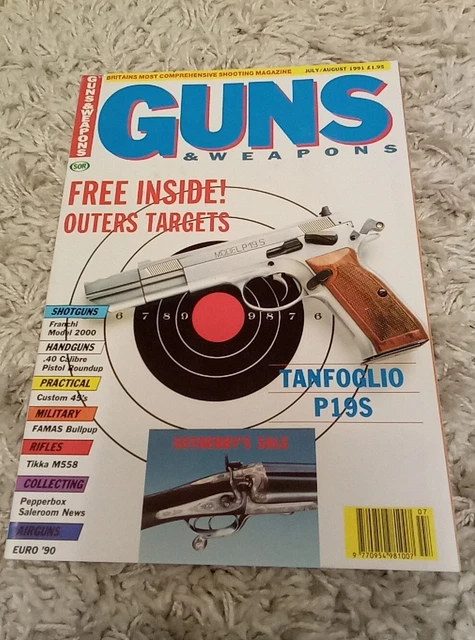 BRITAINS MOST COMPREHENSIVE SHOOTING MAGAZINE
JULY/AUGUST 1991 £1.95
GUNS & WEAPONS
GUNS
& WEAPONS
SOR
FREE INSIDE!
OUTERS TARGETS
MODEL P19S
6 7 8 9 9 8 7 6
SHOTGUNS
Franchi
Model 2000
HANDGUNS
.40 Calibre
Pistol Roundup
PRACTICAL
Custom 45's
MILITARY
FAMAS Bullpup
RIFLES
Tikka M558
COLLECTING
Pepperbox
Saleroom News
AIRGUNS
EURO '90
TANFOGLIO
P19S
SALE
07
9 770954 981007